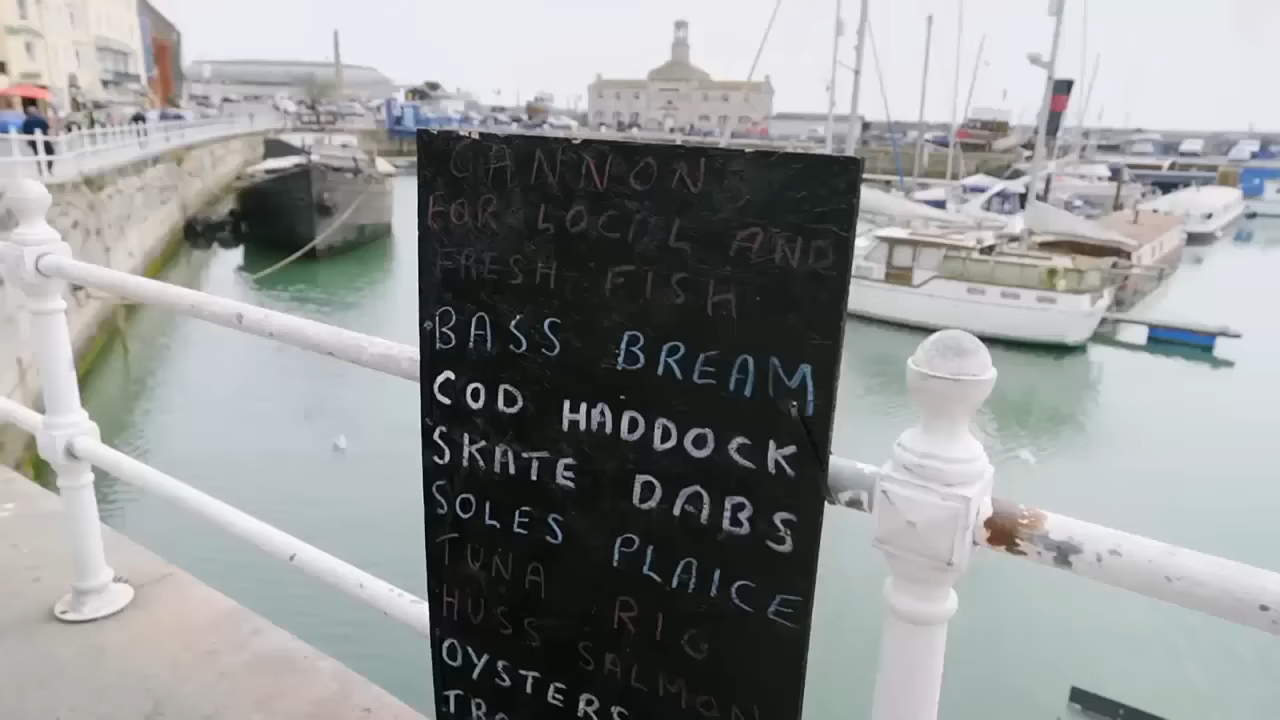 CANNONS
FOR LOCAL AND
FRESH FISH
BASS BREAM
COD HADDOCK
SKATE DABS
SOLES PLAICE
TUNA
HUSS RIG
SALMON
OYSTERS